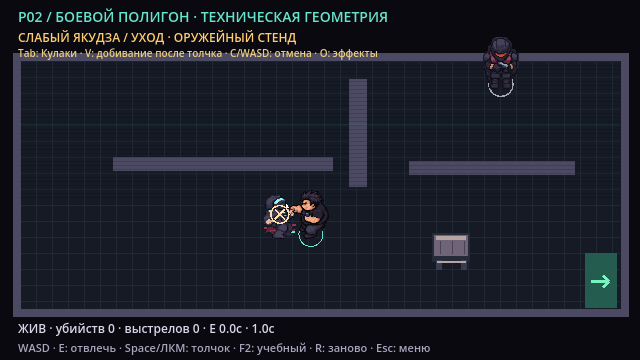 P02 / БОЕВОЙ ПОЛИГОН · ТЕХНИЧЕСКАЯ ГЕОМЕТРИЯ
СЛАБЫЙ ЯКУДЗА / УХОД · ОРУЖЕЙНЫЙ СТЕНД
Tab: Кулаки · V: добивание после толчка · C/WASD: отмена · O: эффекты
ЖИВ · убийств 0 · выстрелов 0 · E 0.0с · 1.0с
WASD · E: отвлечь · Space/ЛКМ: толчок · F2: учебный · R: заново · Esc: меню